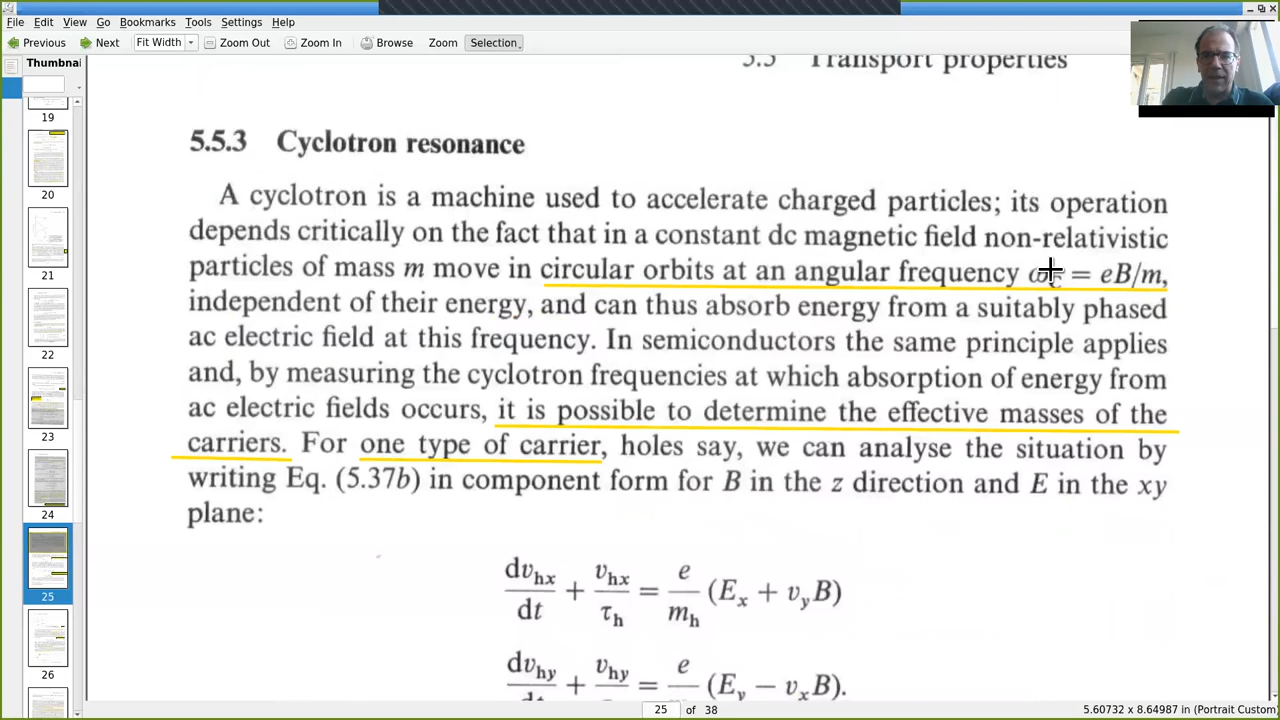 File Edit View Go Bookmarks Tools Settings Help
Previous Next Fit Width Zoom Out Zoom In Browse Zoom Selection
Thumbnai
5.5 Transport properties
5.5.3 Cyclotron resonance
A cyclotron is a machine used to accelerate charged particles; its operation
depends critically on the fact that in a constant dc magnetic field non-relativistic
particles of mass m move in circular orbits at an angular frequency ω = eB/m,
independent of their energy, and can thus absorb energy from a suitably phased
ac electric field at this frequency. In semiconductors the same principle applies
and, by measuring the cyclotron frequencies at which absorption of energy from
ac electric fields occurs, it is possible to determine the effective masses of the
carriers. For one type of carrier, holes say, we can analyse the situation by
writing Eq. (5.37b) in component form for B in the z direction and E in the xy
plane:
dv_hx/dt + v_hx/τ_h = e/m_h (E_x + v_y B)
dv_hy/dt + v_hy = e (E_y − v_x B).
19
20
21
22
23
24
25
26
25 of 38
5.60732 x 8.64987 in (Portrait Custom)